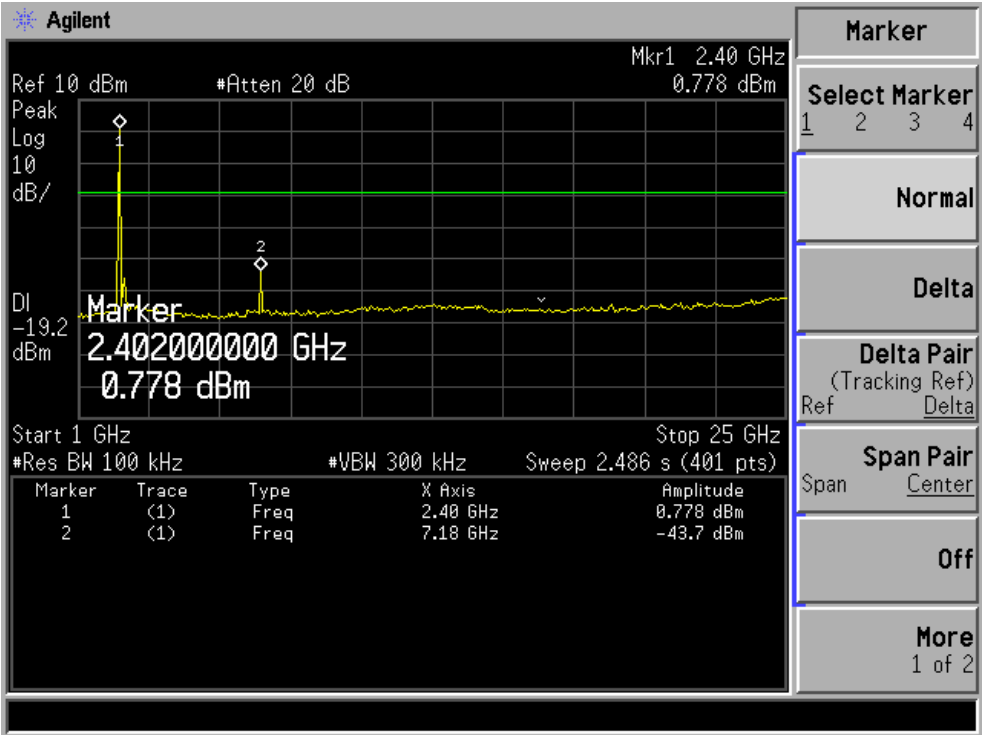 Agilent
Marker
Mkr1 2.40 GHz
Ref 10 dBm #Atten 20 dB 0.778 dBm
Peak
Log
10
dB/
1
2
DI
-19.2
dBm
Marker
2.402000000 GHz
0.778 dBm
Start 1 GHz Stop 25 GHz
#Res BW 100 kHz #VBW 300 kHz Sweep 2.486 s (401 pts)
Marker Trace Type X Axis Amplitude
1 (1) Freq 2.40 GHz 0.778 dBm
2 (1) Freq 7.18 GHz -43.7 dBm
Select Marker
1 2 3 4
Normal
Delta
Delta Pair
(Tracking Ref)
Ref Delta
Span Pair
Span Center
Off
More
1 of 2